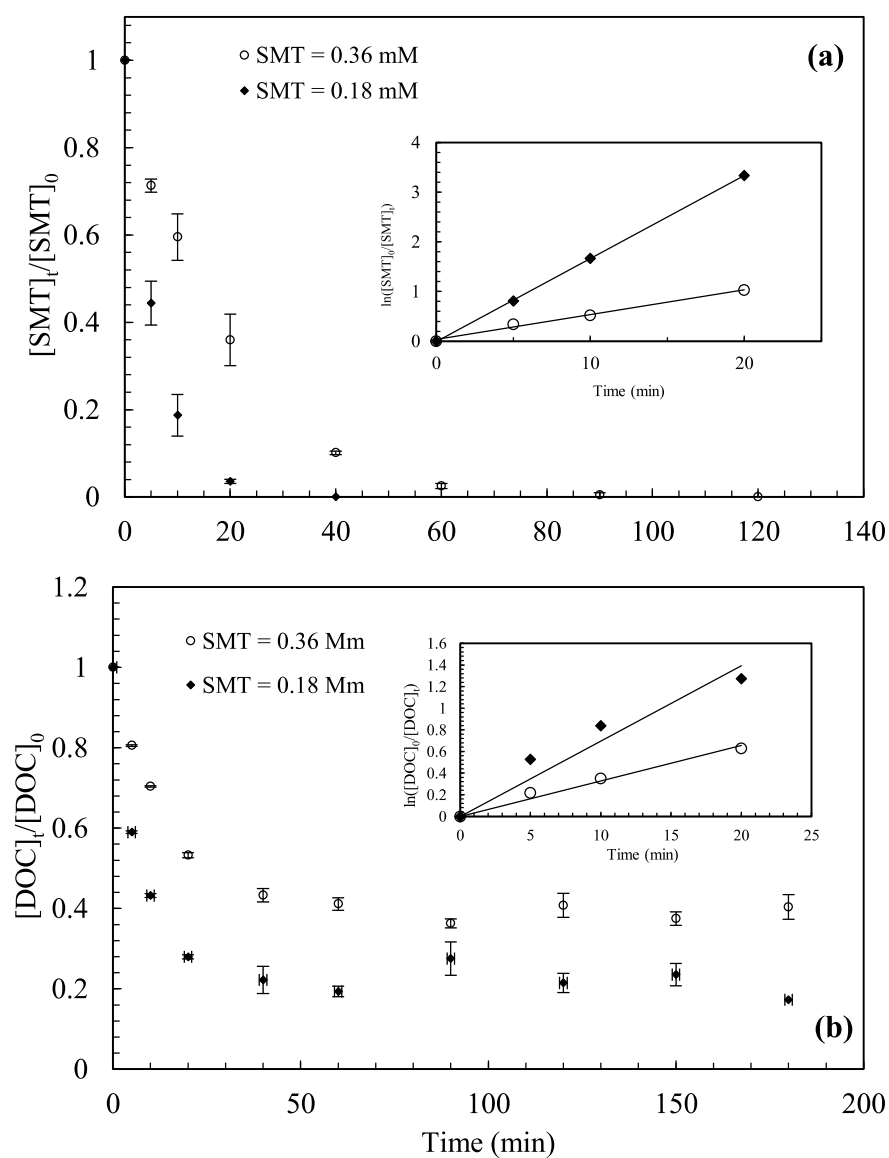 1
SMT = 0.36 mM
SMT = 0.18 mM
(a)
0.8
0.6
0.4
0.2
0
[SMT]t/[SMT]0
0 20 40 60 80 100 120 140
4
3
2
1
0
ln([SMT]0/[SMT]t)
0 10 20
Time (min)
1.2
1
0.8
0.6
0.4
0.2
0
[DOC]t/[DOC]0
SMT = 0.36 Mm
SMT = 0.18 Mm
1.6
1.4
1.2
1
0.8
0.6
0.4
0.2
0
ln([DOC]0/[DOC]t)
0 5 10 15 20 25
Time (min)
(b)
0 50 100 150 200
Time (min)